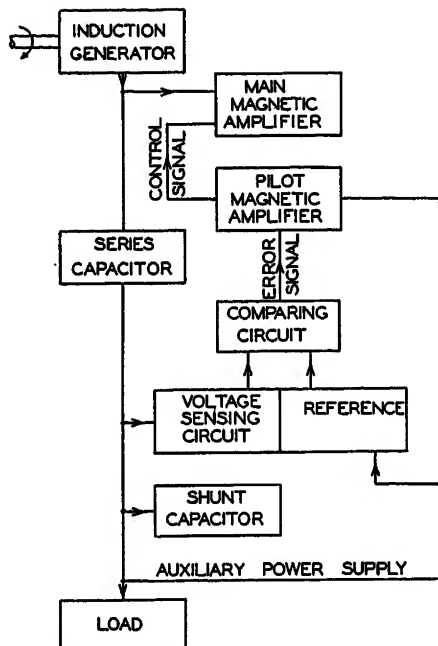 INDUCTION
GENERATOR
MAIN
MAGNETIC
AMPLIFIER
CONTROL
SIGNAL
PILOT
MAGNETIC
AMPLIFIER
SERIES
CAPACITOR
ERROR
SIGNAL
COMPARING
CIRCUIT
VOLTAGE
SENSING
CIRCUIT
REFERENCE
SHUNT
CAPACITOR
AUXILIARY POWER SUPPLY
LOAD